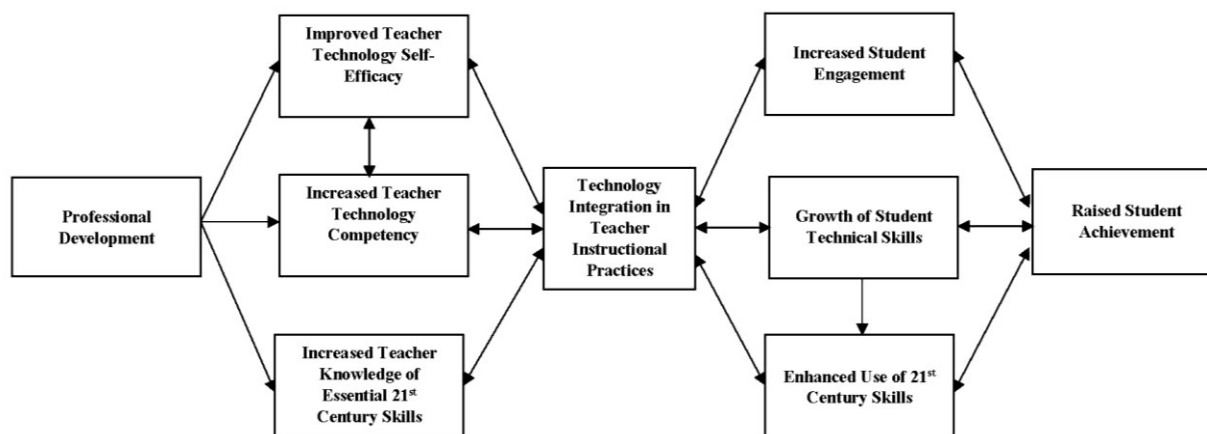 Professional
Development
Improved Teacher
Technology Self-
Efficacy
Increased Teacher
Technology
Competency
Increased Teacher
Knowledge of
Essential 21st
Century Skills
Technology
Integration in
Teacher
Instructional
Practices
Increased Student
Engagement
Growth of Student
Technical Skills
Enhanced Use of 21st
Century Skills
Raised Student
Achievement